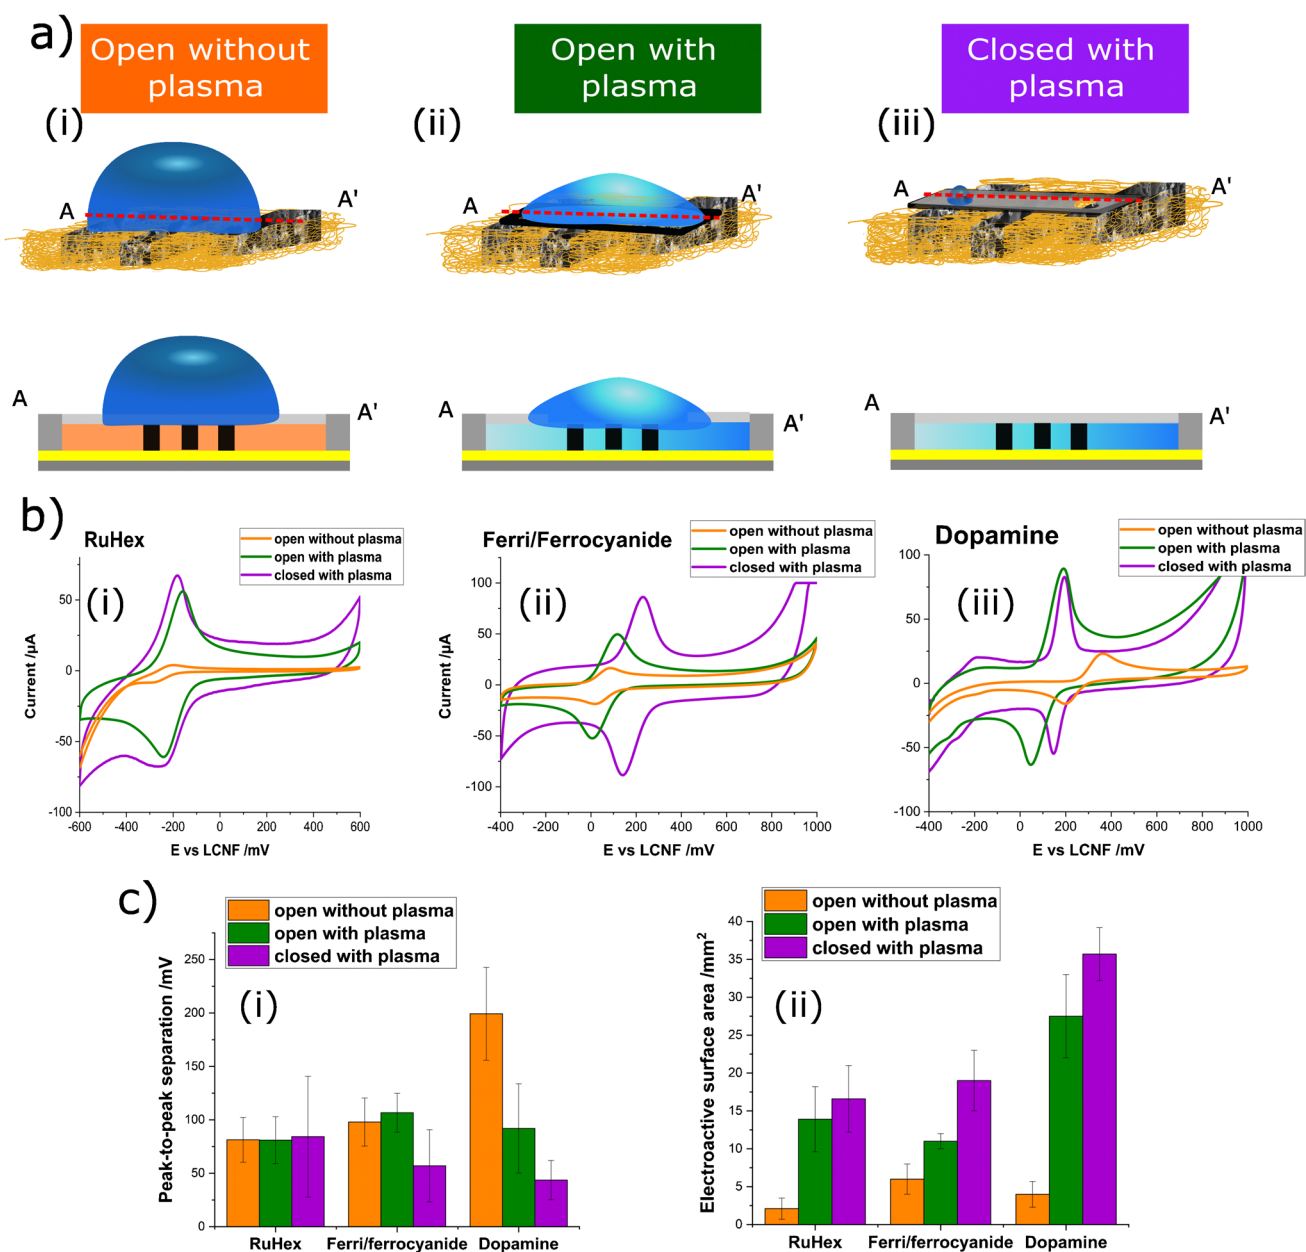 a)
Open without
plasma
Open with
plasma
Closed with
plasma
(i)
(ii)
(iii)
A
A'
A
A'
A
A'
A
A'
A
A'
A
A'
b)
RuHex
open without plasma
open with plasma
closed with plasma
(i)
Current /µA
50
0
-50
-100
-600
-400
-200
0
200
400
600
E vs LCNF /mV
Ferri/Ferrocyanide
open without plasma
open with plasma
closed with plasma
(ii)
Current /µA
100
50
0
-50
-100
-400
-200
0
200
400
600
800
1000
E vs LCNF /mV
Dopamine
open without plasma
open with plasma
closed with plasma
(iii)
Current /µA
100
50
0
-50
-100
-400
-200
0
200
400
600
800
1000
E vs LCNF /mV
c)
open without plasma
open with plasma
closed with plasma
(i)
Peak-to-peak separation /mV
250
200
150
100
50
0
RuHex
Ferri/ferrocyanide
Dopamine
open without plasma
open with plasma
closed with plasma
(ii)
Electroactive surface area /mm²
40
35
30
25
20
15
10
5
0
RuHex
Ferri/ferrocyanide
Dopamine